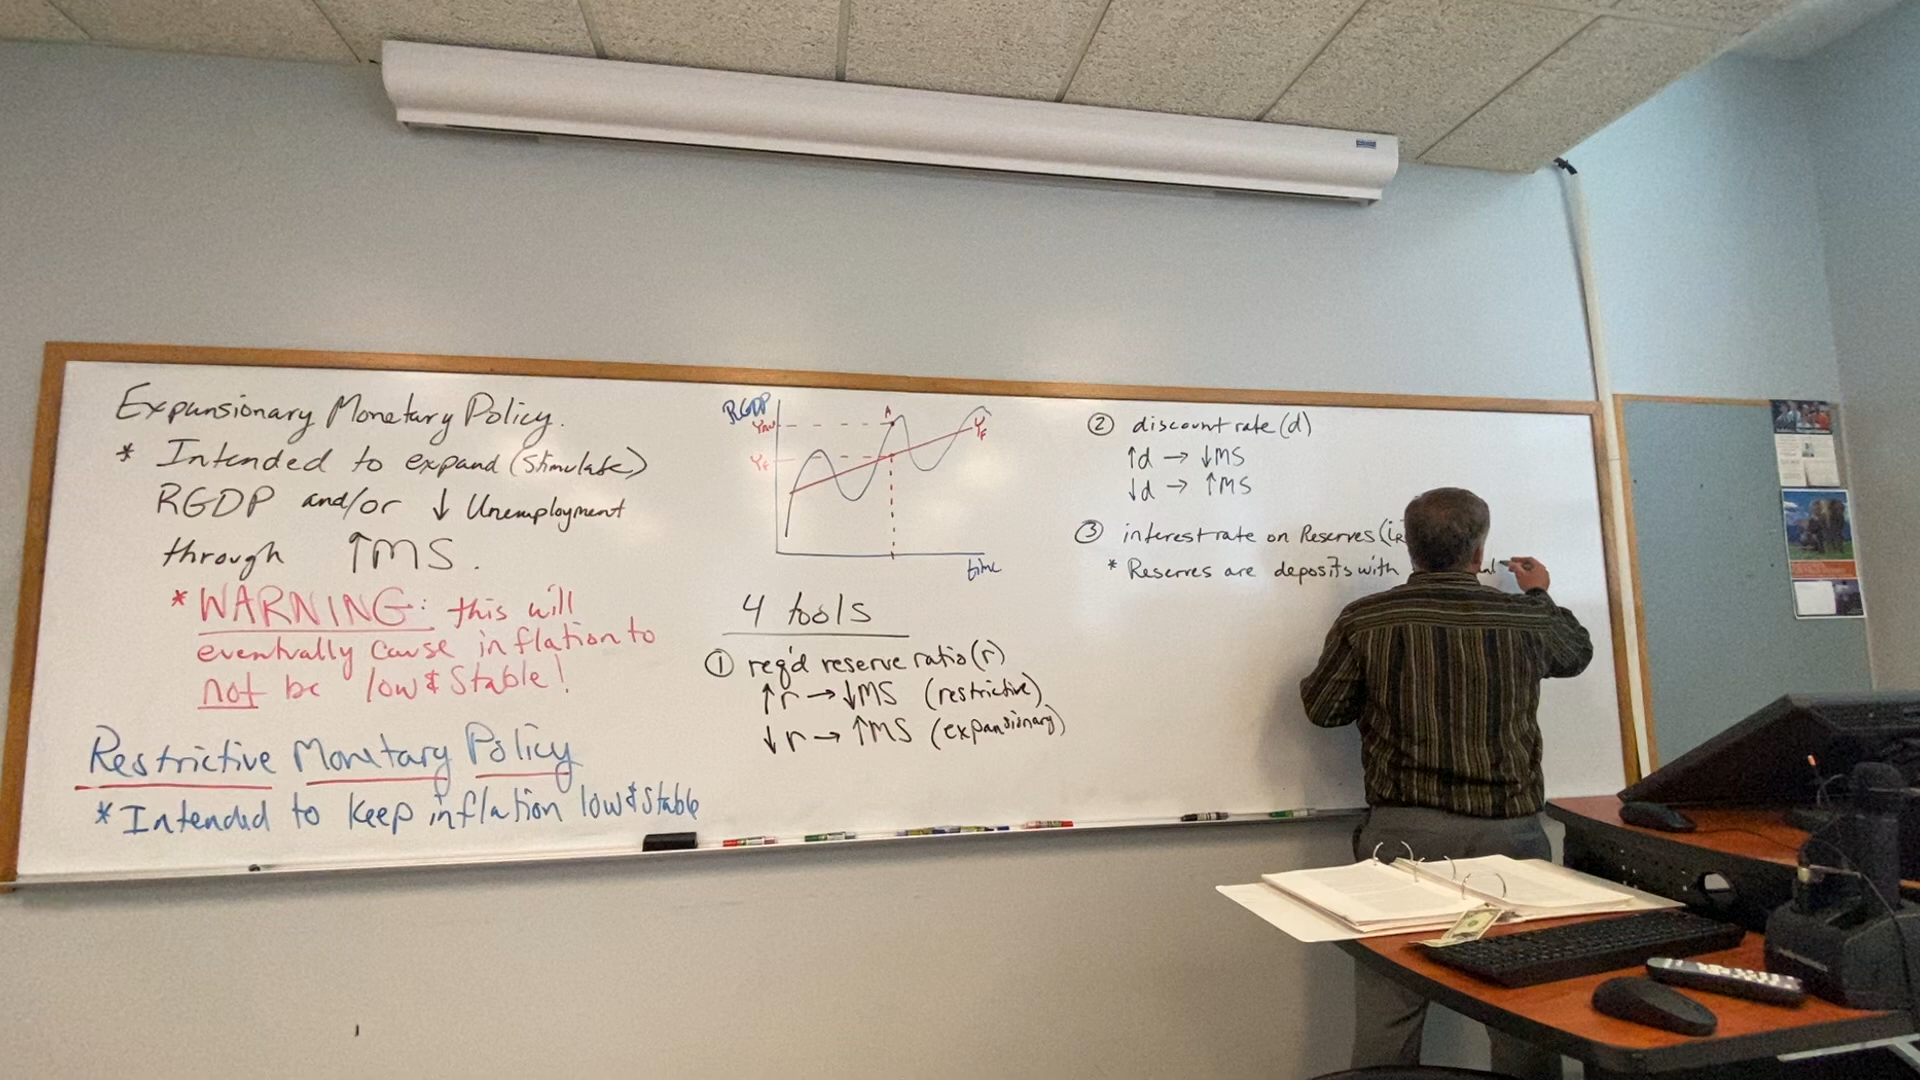 Expansionary Monetary Policy.
* Intended to expand (stimulate)
RGDP and/or ↓ Unemployment
through ↑MS.
* WARNING: this will
eventually cause inflation to
not be low & stable!
Restrictive Monetary Policy
* Intended to keep inflation low & stable
RGDP
A
YF
time
4 tools
① req'd reserve ratio (r)
↑r → ↓MS (restrictive)
↓r → ↑MS (expansionary)
② discount rate (d)
↑d → ↓MS
↓d → ↑MS
③ interest rate on Reserves (iR
* Reserves are deposits with